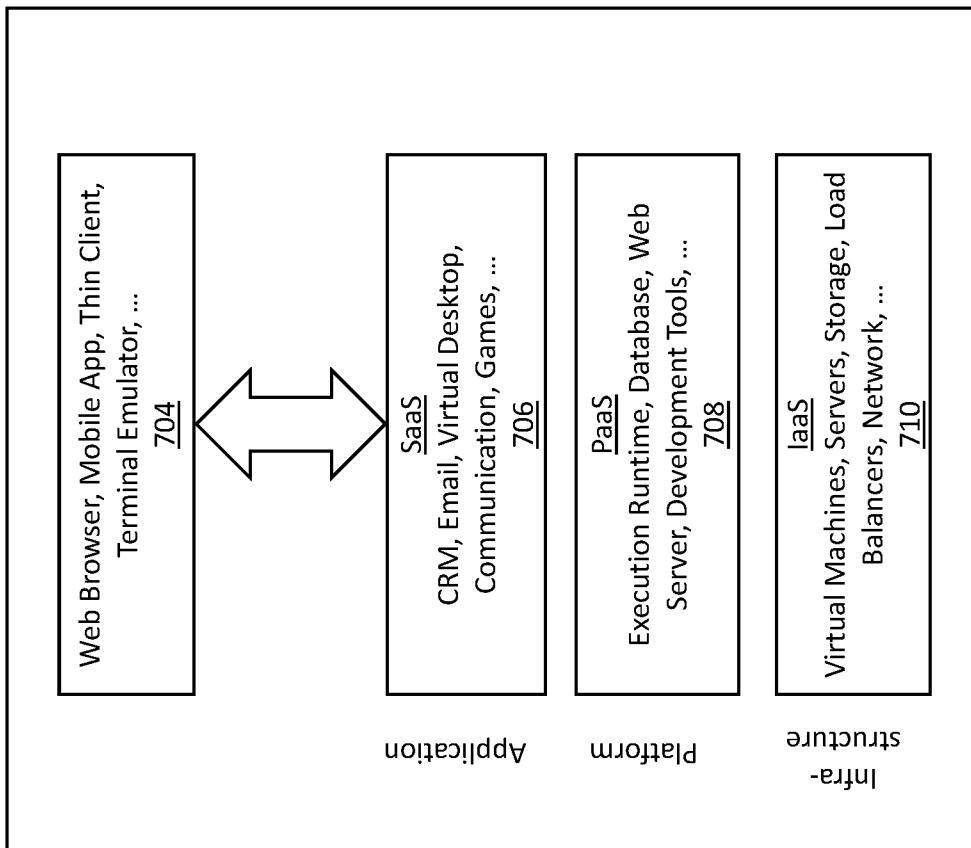 Web Browser, Mobile App, Thin Client,
Terminal Emulator, ...
704
SaaS
CRM, Email, Virtual Desktop,
Communication, Games, ...
706
Application
PaaS
Execution Runtime, Database, Web
Server, Development Tools, ...
708
Platform
IaaS
Virtual Machines, Servers, Storage, Load
Balancers, Network, ...
710
Infra-
structure